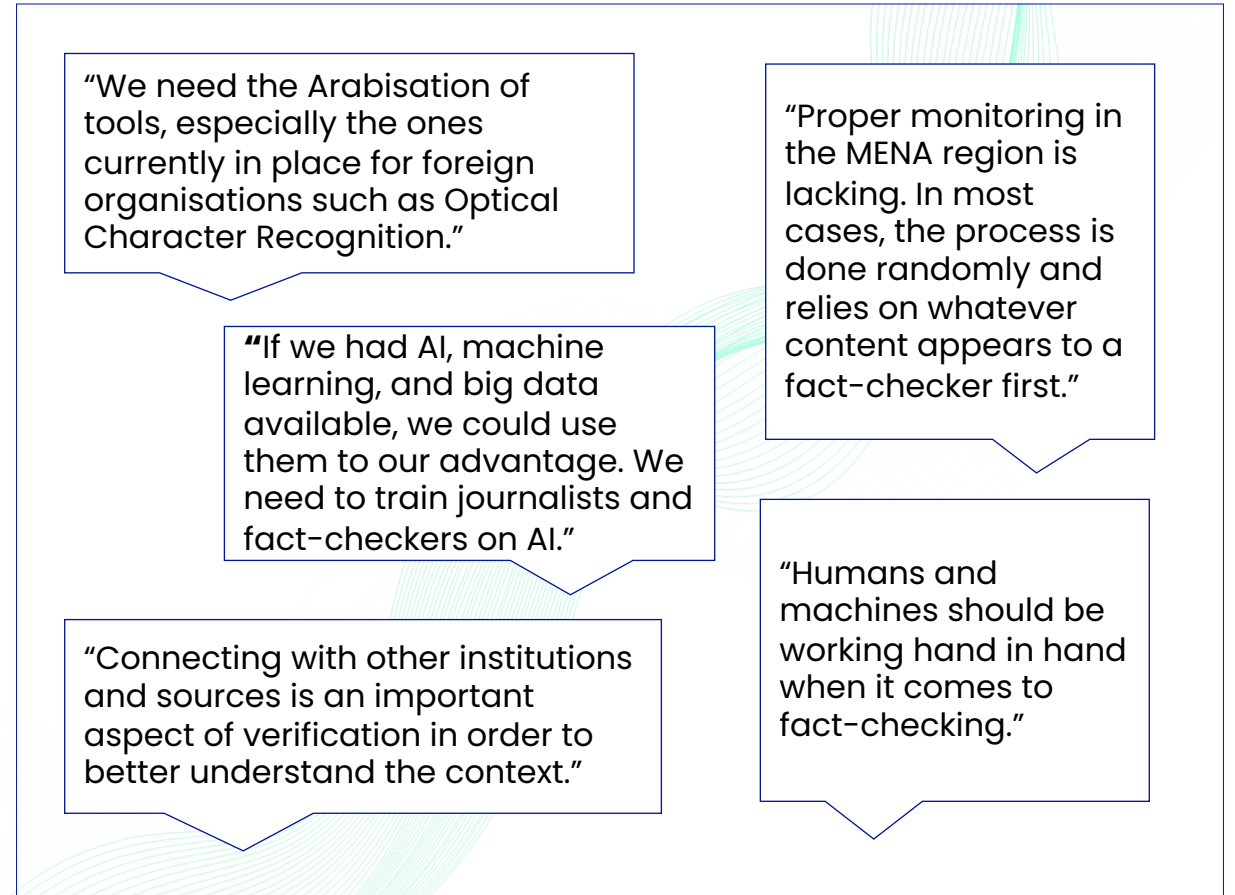 “We need the Arabisation of
tools, especially the ones
currently in place for foreign
organisations such as Optical
Character Recognition.”
“If we had AI, machine
learning, and big data
available, we could use
them to our advantage. We
need to train journalists and
fact-checkers on AI.”
“Connecting with other institutions
and sources is an important
aspect of verification in order to
better understand the context.”
“Proper monitoring in
the MENA region is
lacking. In most
cases, the process is
done randomly and
relies on whatever
content appears to a
fact-checker first.”
“Humans and
machines should be
working hand in hand
when it comes to
fact-checking.”